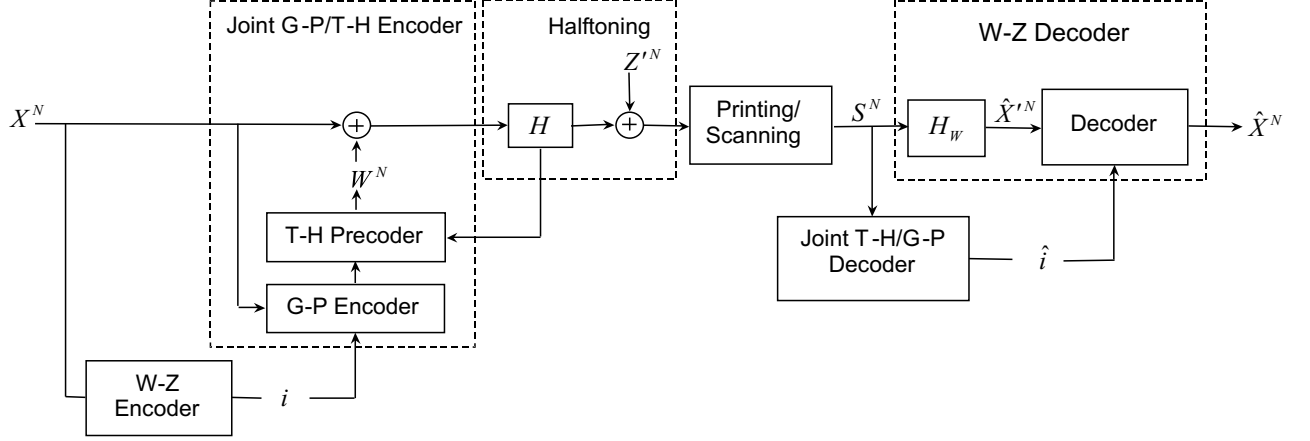 Joint G-P/T-H Encoder
Halftoning
W-Z Decoder
Z'^N
X^N
H
Printing/
Scanning
S^N
H_W
X̂'^N
Decoder
X̂^N
W^N
T-H Precoder
Joint T-H/G-P
Decoder
î
G-P Encoder
W-Z
Encoder
i